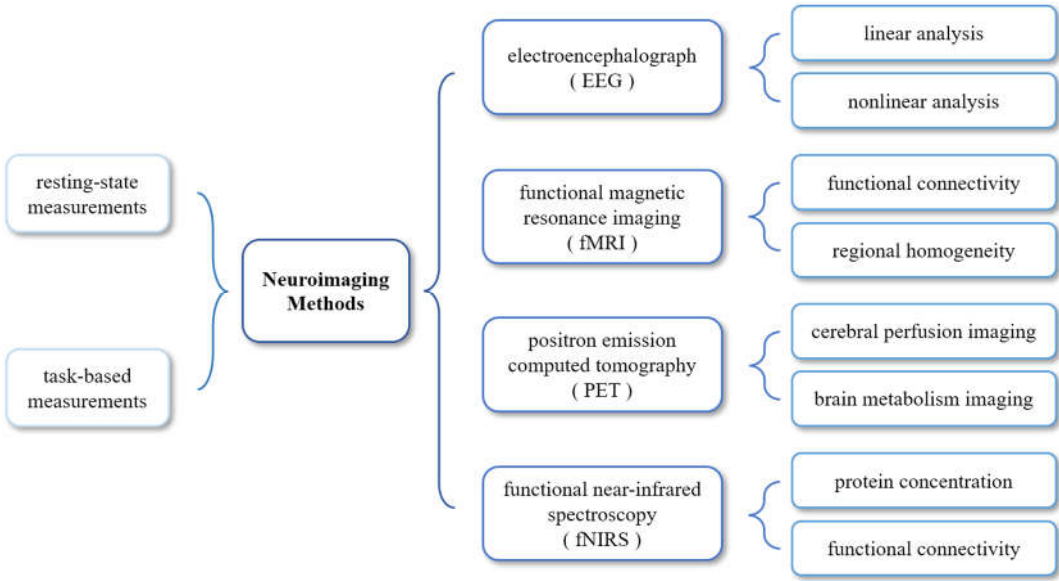 resting-state
measurements
task-based
measurements
Neuroimaging
Methods
electroencephalograph
( EEG )
linear analysis
nonlinear analysis
functional magnetic
resonance imaging
( fMRI )
functional connectivity
regional homogeneity
positron emission
computed tomography
( PET )
cerebral perfusion imaging
brain metabolism imaging
functional near-infrared
spectroscopy
( fNIRS )
protein concentration
functional connectivity